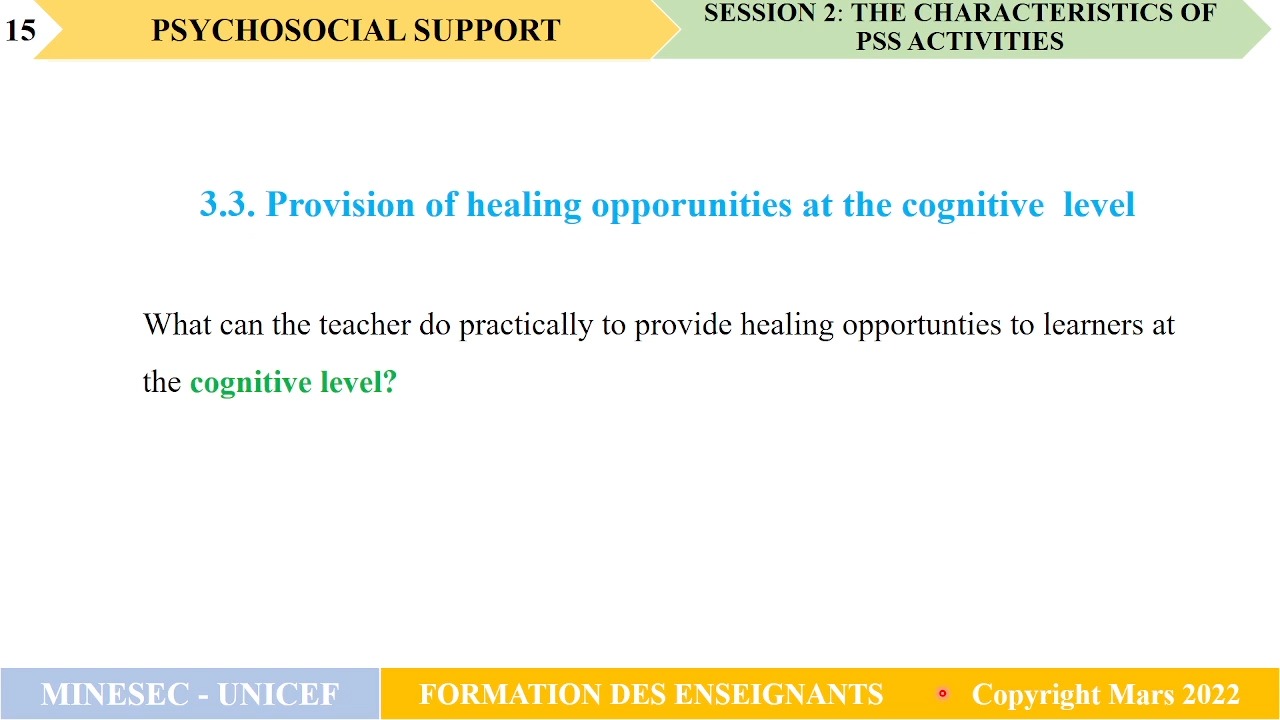 15
PSYCHOSOCIAL SUPPORT
SESSION 2: THE CHARACTERISTICS OF
PSS ACTIVITIES
3.3. Provision of healing opporunities at the cognitive  level
What can the teacher do practically to provide healing opportunties to learners at
the cognitive level?
MINESEC - UNICEF
FORMATION DES ENSEIGNANTS
Copyright Mars 2022